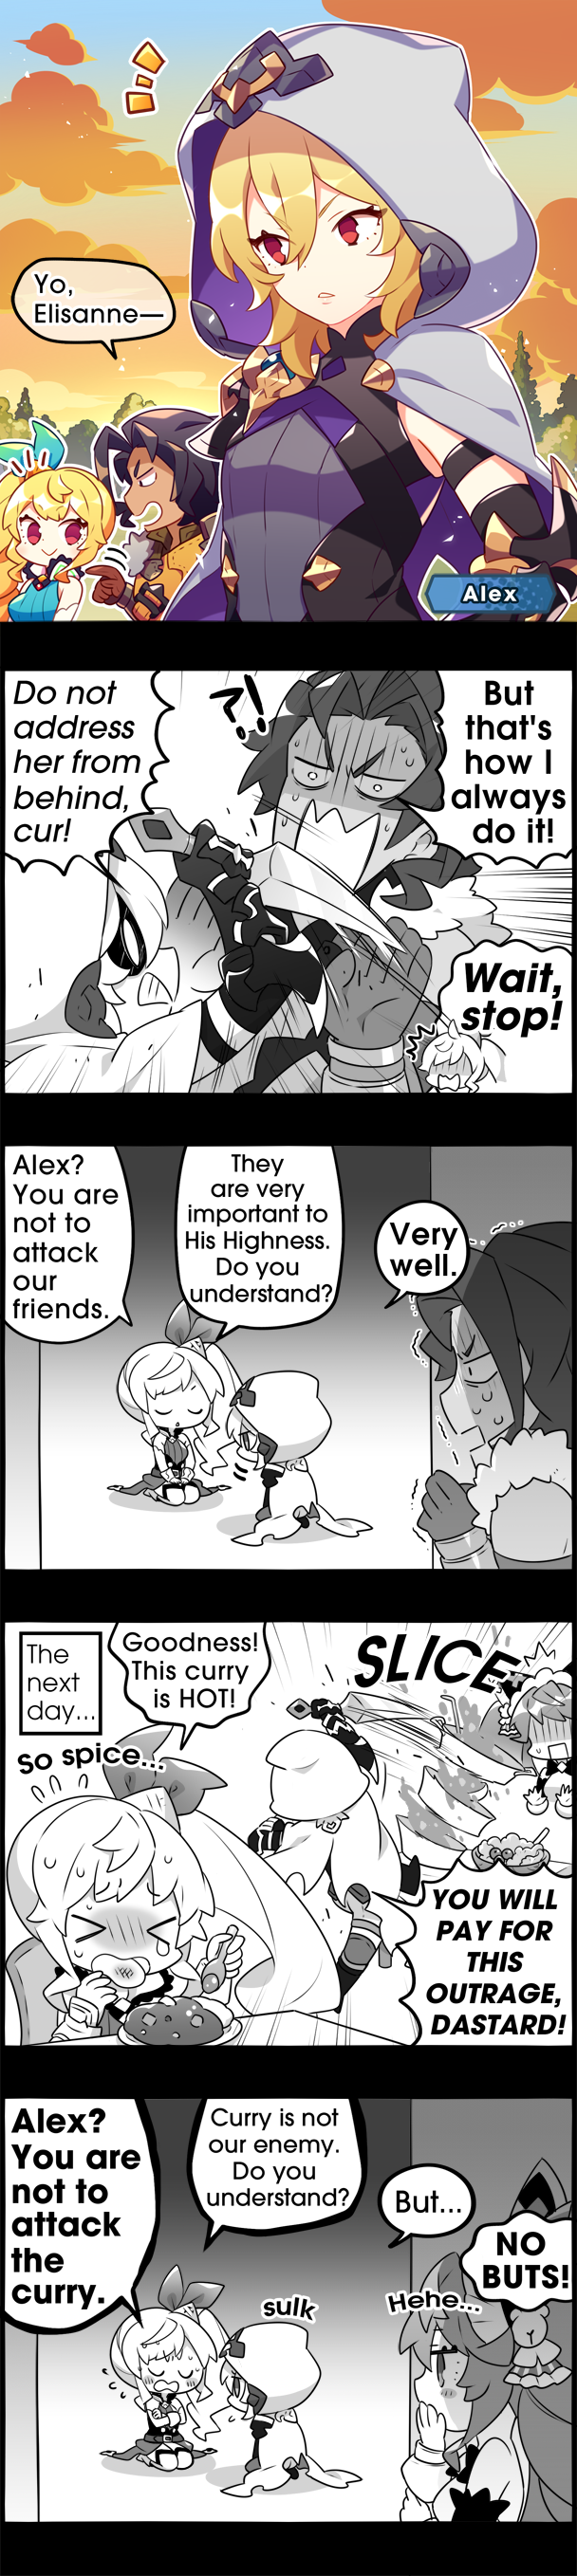 Yo,
Elisanne—
Alex
Do not
address
her from
behind,
cur!
?!
But
that's
how I
always
do it!
Wait,
stop!
Alex?
You are
not to
attack
our
friends.
They
are very
important to
His Highness.
Do you
understand?
Very
well.
The
next
day...
Goodness!
This curry
is HOT!
So spice...
SLICE
YOU WILL
PAY FOR
THIS
OUTRAGE,
DASTARD!
Alex?
You are
not to
attack
the
curry.
Curry is not
our enemy.
Do you
understand?
But...
NO
BUTS!
sulk
Hehe...